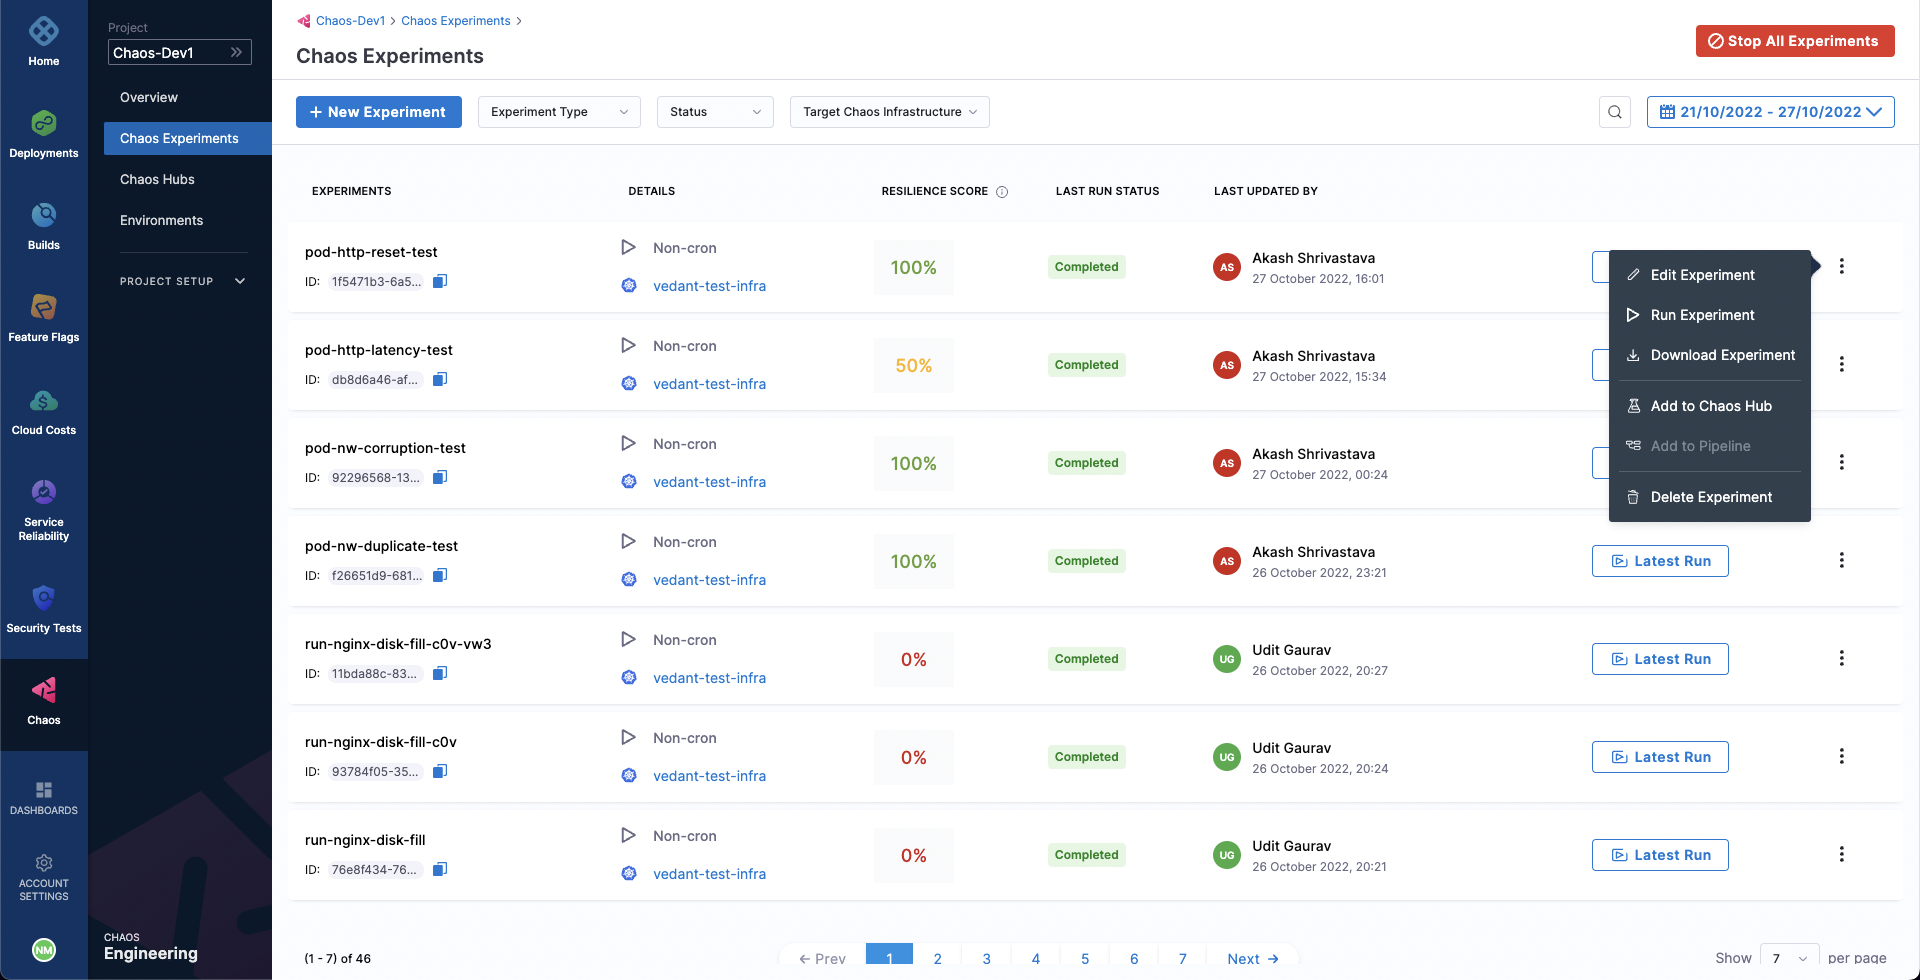 Home
Deployments
Builds
Feature Flags
Cloud Costs
Service
Reliability
Security Tests
Chaos
DASHBOARDS
ACCOUNT
SETTINGS
NM
Project
Chaos-Dev1
Overview
Chaos Experiments
Chaos Hubs
Environments
PROJECT SETUP
CHAOS
Engineering
Chaos-Dev1 > Chaos Experiments >
Chaos Experiments
Stop All Experiments
+ New Experiment
Experiment Type
Status
Target Chaos Infrastructure
21/10/2022 - 27/10/2022
EXPERIMENTS DETAILS RESILIENCE SCORE LAST RUN STATUS LAST UPDATED BY
pod-http-reset-test
ID: 1f5471b3-6a5...
Non-cron
vedant-test-infra
100%
Completed
AS
Akash Shrivastava
27 October 2022, 16:01
pod-http-latency-test
ID: db8d6a46-af...
Non-cron
vedant-test-infra
50%
Completed
AS
Akash Shrivastava
27 October 2022, 15:34
pod-nw-corruption-test
ID: 92296568-13...
Non-cron
vedant-test-infra
100%
Completed
AS
Akash Shrivastava
27 October 2022, 00:24
Edit Experiment
Run Experiment
Download Experiment
Add to Chaos Hub
Add to Pipeline
Delete Experiment
pod-nw-duplicate-test
ID: f26651d9-681...
Non-cron
vedant-test-infra
100%
Completed
AS
Akash Shrivastava
26 October 2022, 23:21
Latest Run
run-nginx-disk-fill-c0v-vw3
ID: 11bda88c-83...
Non-cron
vedant-test-infra
0%
Completed
UG
Udit Gaurav
26 October 2022, 20:27
Latest Run
run-nginx-disk-fill-c0v
ID: 93784f05-35...
Non-cron
vedant-test-infra
0%
Completed
UG
Udit Gaurav
26 October 2022, 20:24
Latest Run
run-nginx-disk-fill
ID: 76e8f434-76...
Non-cron
vedant-test-infra
0%
Completed
UG
Udit Gaurav
26 October 2022, 20:21
Latest Run
(1 - 7) of 46
← Prev 1 2 3 4 5 6 7 Next →
Show 7 per page